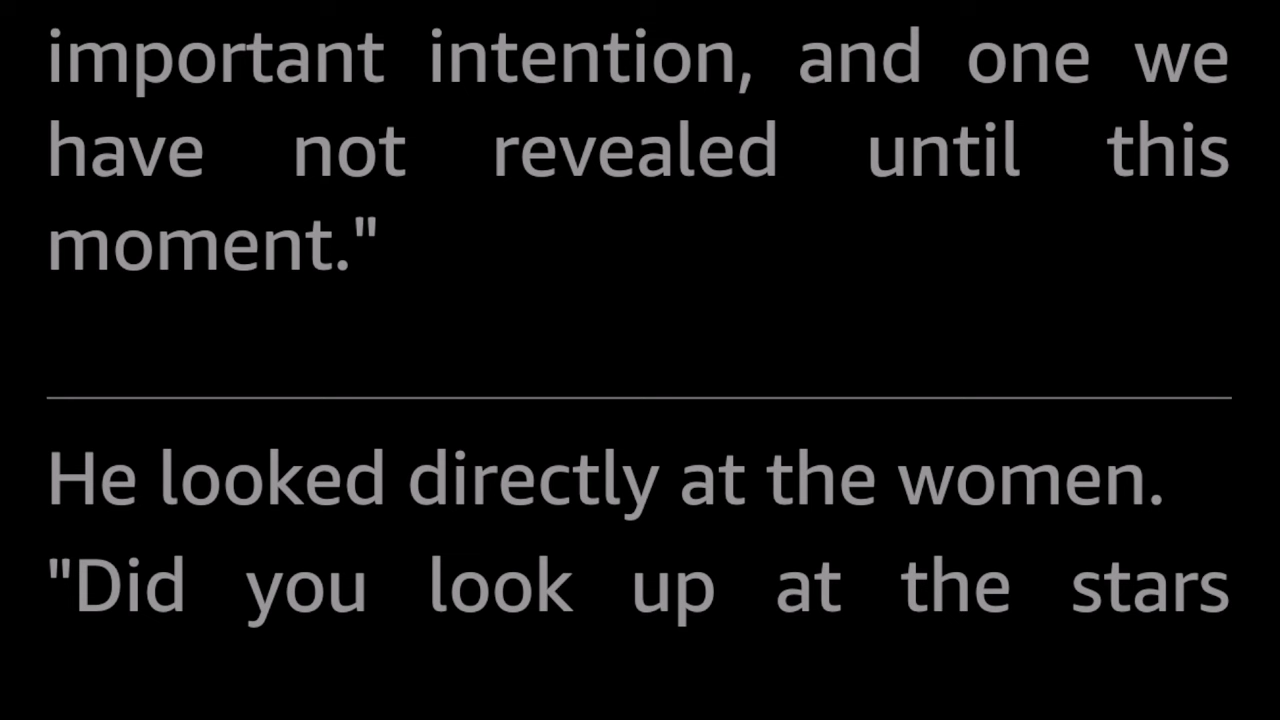 important intention, and one we
have not revealed until this
moment."
He looked directly at the women.
"Did you look up at the stars